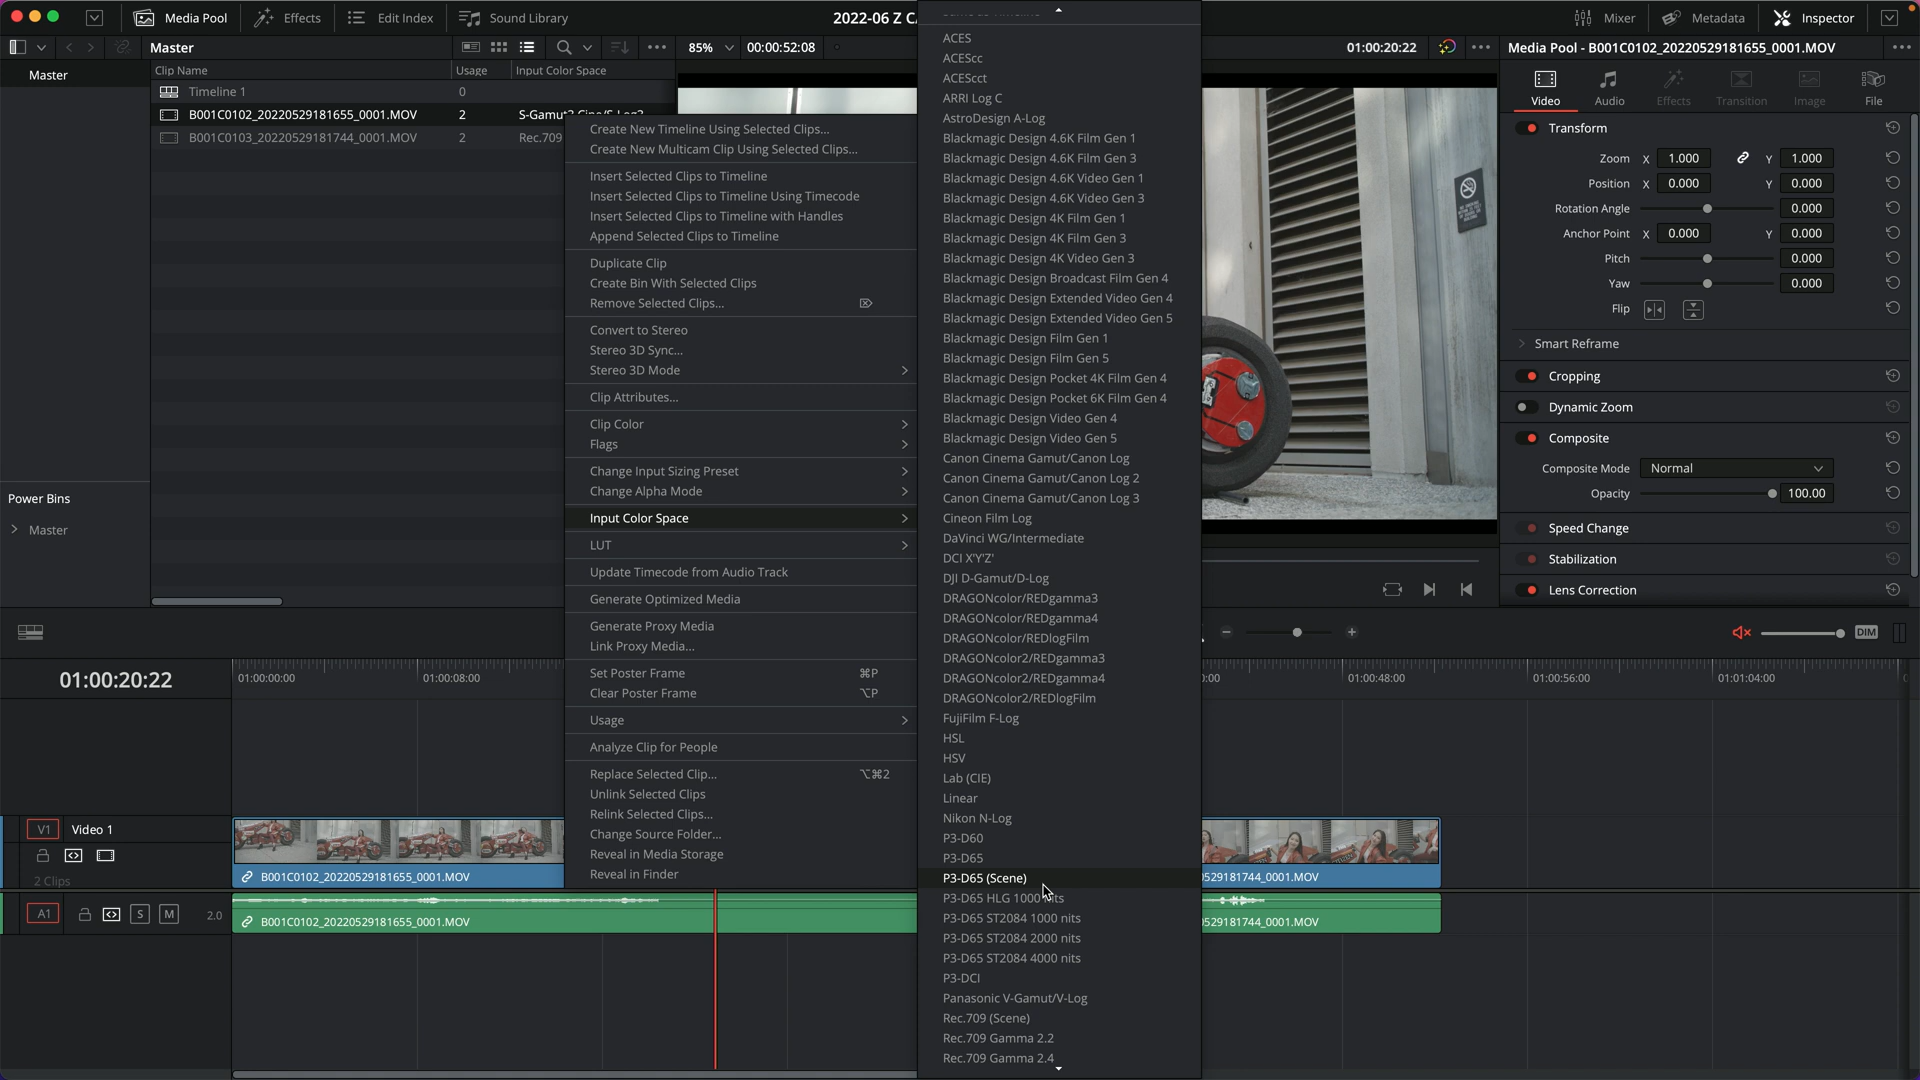 Media Pool
Effects
Edit Index
Sound Library
2022-06 Z CA
Mixer
Metadata
Inspector
Master
85%
00:00:52:08
01:00:20:22
Media Pool - B001C0102_20220529181655_0001.MOV
Master
Clip Name
Usage
Input Color Space
Timeline 1
0
B001C0102_20220529181655_0001.MOV
2
S-Gamut3.Cine/S-Log3
B001C0103_20220529181744_0001.MOV
2
Rec.709
Power Bins
Master
Create New Timeline Using Selected Clips...
Create New Multicam Clip Using Selected Clips...
Insert Selected Clips to Timeline
Insert Selected Clips to Timeline Using Timecode
Insert Selected Clips to Timeline with Handles
Append Selected Clips to Timeline
Duplicate Clip
Create Bin With Selected Clips
Remove Selected Clips...
Convert to Stereo
Stereo 3D Sync...
Stereo 3D Mode
Clip Attributes...
Clip Color
Flags
Change Input Sizing Preset
Change Alpha Mode
Input Color Space
LUT
Update Timecode from Audio Track
Generate Optimized Media
Generate Proxy Media
Link Proxy Media...
Set Poster Frame ⌘P
Clear Poster Frame ⌥P
Usage
Analyze Clip for People
Replace Selected Clip... ⌥⌘2
Unlink Selected Clips
Relink Selected Clips...
Change Source Folder...
Reveal in Media Storage
Reveal in Finder
ACES
ACEScc
ACEScct
ARRI Log C
AstroDesign A-Log
Blackmagic Design 4.6K Film Gen 1
Blackmagic Design 4.6K Film Gen 3
Blackmagic Design 4.6K Video Gen 1
Blackmagic Design 4.6K Video Gen 3
Blackmagic Design 4K Film Gen 1
Blackmagic Design 4K Film Gen 3
Blackmagic Design 4K Video Gen 3
Blackmagic Design Broadcast Film Gen 4
Blackmagic Design Extended Video Gen 4
Blackmagic Design Extended Video Gen 5
Blackmagic Design Film Gen 1
Blackmagic Design Film Gen 5
Blackmagic Design Pocket 4K Film Gen 4
Blackmagic Design Pocket 6K Film Gen 4
Blackmagic Design Video Gen 4
Blackmagic Design Video Gen 5
Canon Cinema Gamut/Canon Log
Canon Cinema Gamut/Canon Log 2
Canon Cinema Gamut/Canon Log 3
Cineon Film Log
DaVinci WG/Intermediate
DCI X'Y'Z'
DJI D-Gamut/D-Log
DRAGONcolor/REDgamma3
DRAGONcolor/REDgamma4
DRAGONcolor/REDlogFilm
DRAGONcolor2/REDgamma3
DRAGONcolor2/REDgamma4
DRAGONcolor2/REDlogFilm
FujiFilm F-Log
HSL
HSV
Lab (CIE)
Linear
Nikon N-Log
P3-D60
P3-D65
P3-D65 (Scene)
P3-D65 HLG 1000 nits
P3-D65 ST2084 1000 nits
P3-D65 ST2084 2000 nits
P3-D65 ST2084 4000 nits
P3-DCI
Panasonic V-Gamut/V-Log
Rec.709 (Scene)
Rec.709 Gamma 2.2
Rec.709 Gamma 2.4
Video
Audio
Effects
Transition
Image
File
Transform
Zoom X 1.000 Y 1.000
Position X 0.000 Y 0.000
Rotation Angle 0.000
Anchor Point X 0.000 Y 0.000
Pitch 0.000
Yaw 0.000
Flip
Smart Reframe
Cropping
Dynamic Zoom
Composite
Composite Mode Normal
Opacity 100.00
Speed Change
Stabilization
Lens Correction
DIM
01:00:20:22
01:00:00:00
01:00:08:00
0:00
01:00:48:00
01:00:56:00
01:01:04:00
V1
Video 1
2 Clips
B001C0102_20220529181655_0001.MOV
0529181744_0001.MOV
A1
S
M
2.0
B001C0102_20220529181655_0001.MOV
0529181744_0001.MOV